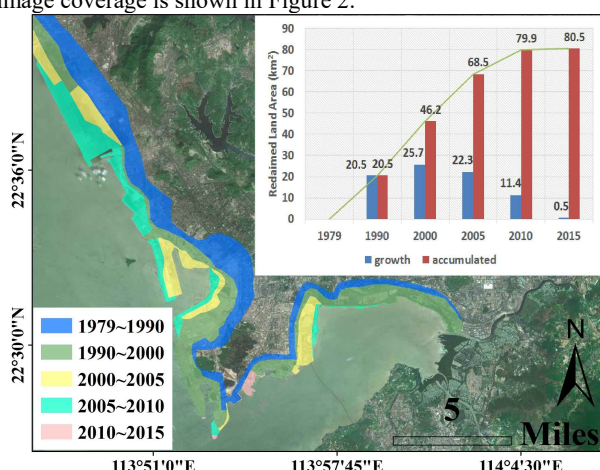 image coverage is shown in Figure 2.
90
80
70
60
50
40
30
20
10
0
Reclaimed Land Area (km²)
20.5 20.5
25.7 46.2
22.3 68.5
11.4 79.9
0.5 80.5
1979 1990 2000 2005 2010 2015
growth accumulated
22°36'0"N
22°30'0"N
1979~1990
1990~2000
2000~2005
2005~2010
2010~2015
N
5
Miles
113°51'0"E 113°57'45"E 114°4'30"E